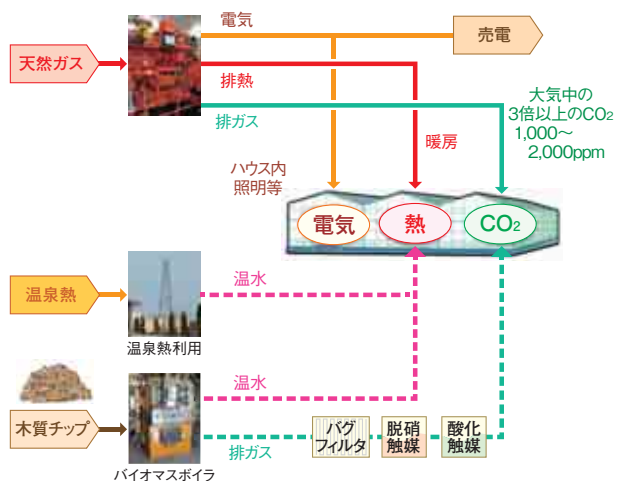 電気
売電
天然ガス
排熱
排ガス
大気中の
3倍以上のCO₂
1,000～
2,000ppm
暖房
ハウス内
照明等
電気
熱
CO₂
温泉熱
温水
温泉熱利用
温水
木質チップ
排ガス
バグ
フィルタ
脱硝
触媒
酸化
触媒
バイオマスボイラ